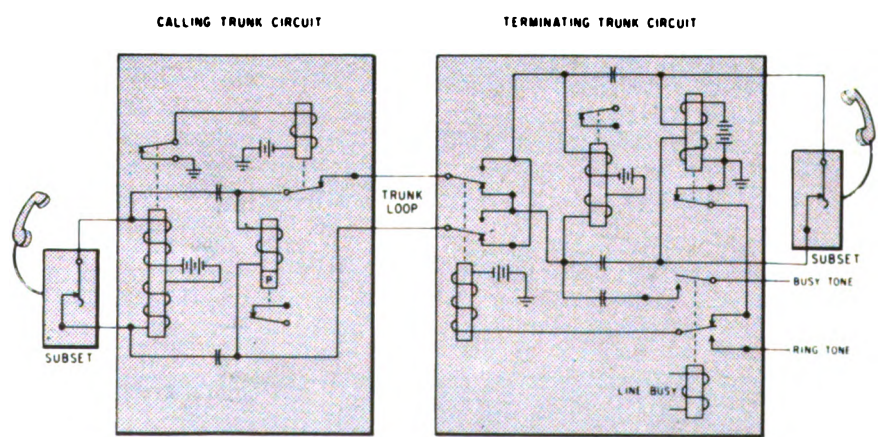 CALLING TRUNK CIRCUIT
TERMINATING TRUNK CIRCUIT
TRUNK
LOOP
P
SUBSET
SUBSET
BUSY TONE
RING TONE
LINE BUSY